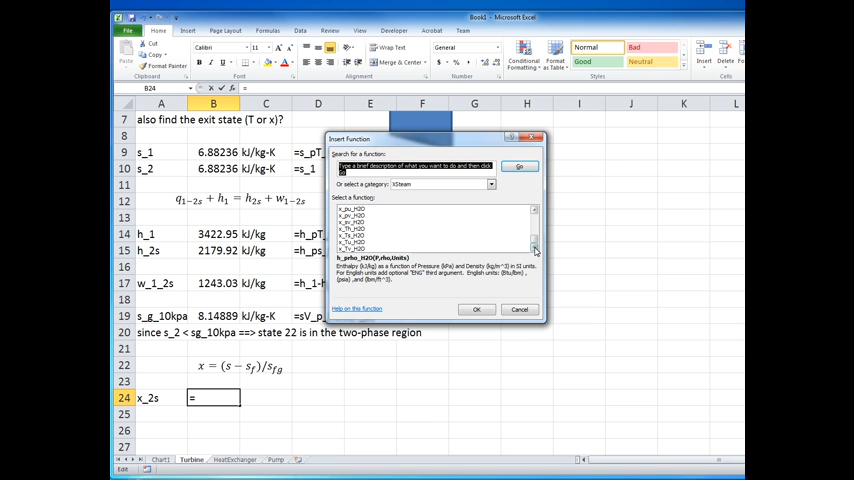 Book1 - Microsoft Excel
File Home Insert Page Layout Formulas Data Review View Developer Acrobat Team
Paste
Cut
Copy
Format Painter
Clipboard
Calibri 11
B I U
Font
Wrap Text
Merge & Center
Alignment
General
$ % ,
Number
Conditional Formatting
Format as Table
Normal Bad
Good Neutral
Styles
Insert Delete
Cells
B24 fx =
A B C D E F G H I J K L
7 also find the exit state (T or x)?
8
9 s_1 6.88236 kJ/kg-K =s_pT_
10 s_2 6.88236 kJ/kg-K =s_1
11
12 q₁₋₂ₛ + h₁ = h₂ₛ + w₁₋₂ₛ
13
14 h_1 3422.95 kJ/kg =h_pT_
15 h_2s 2179.92 kJ/kg =h_ps_
16
17 w_1_2s 1243.03 kJ/kg =h_1-h
18
19 s_g_10kpa 8.14889 kJ/kg-K =sV_p
20 since s_2 < sg_10kpa ==> state 22 is in the two-phase region
21
22 x = (s − s_f)/s_fg
23
24 x_2s =
25
26
27
Insert Function
Search for a function:
Type a brief description of what you want to do and then click Go
Go
Or select a category: XSteam
Select a function:
x_pu_H2O
x_pv_H2O
x_sv_H2O
x_Th_H2O
x_Ts_H2O
x_Tu_H2O
x_Tv_H2O
h_prho_H2O(P,rho,Units)
Enthalpy (kJ/kg) as a function of Pressure (kPa) and Density (kg/m^3) in SI units.
For English units add optional "ENG" third argument. English units: (Btu/lbm) ,
(psia) ,and (lbm/ft^3).
Help on this function
OK Cancel
Chart1 Turbine HeatExchanger Pump
Edit